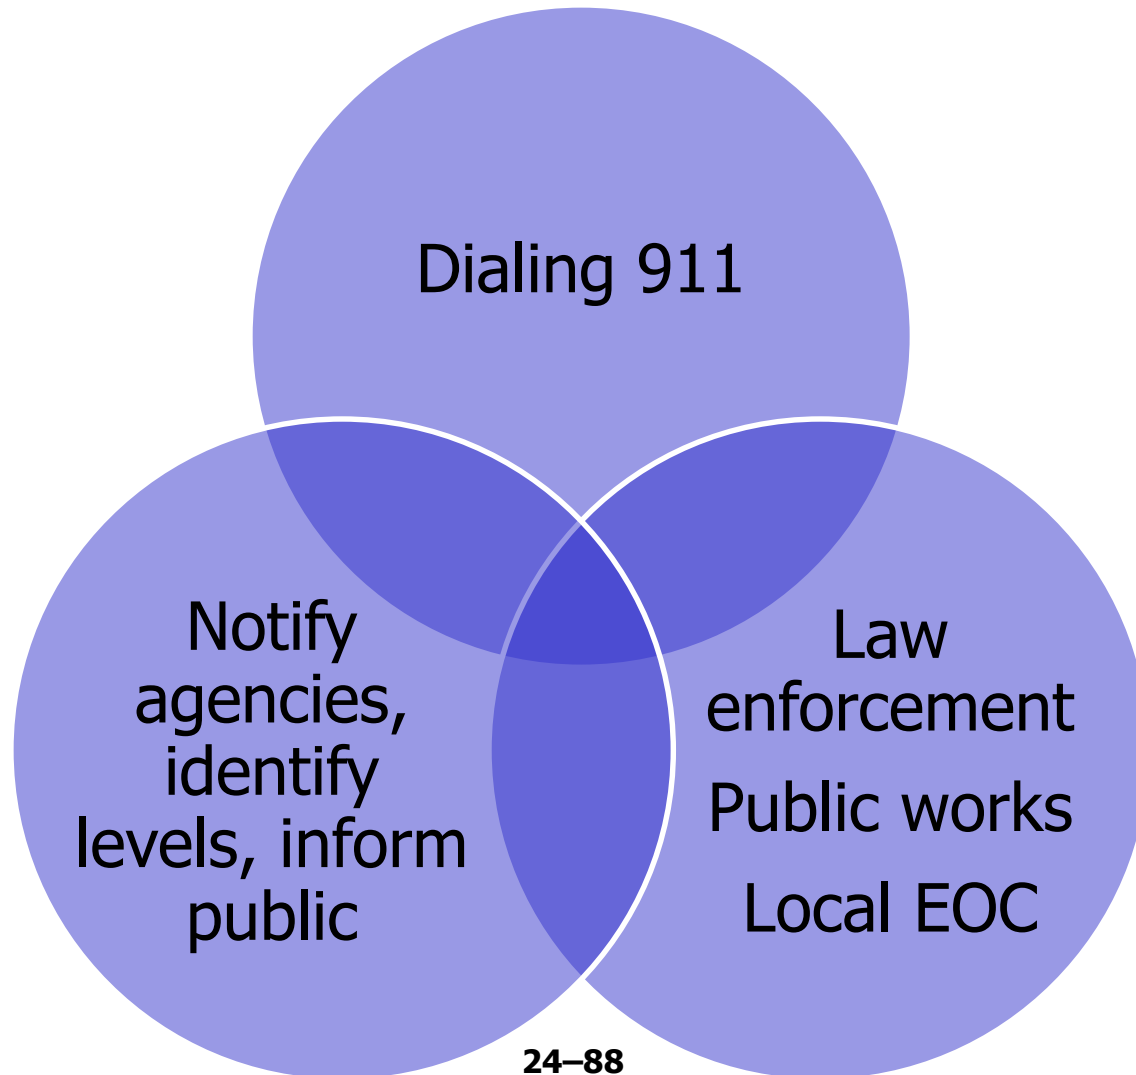 Dialing 911
Notify
agencies,
identify
levels, inform
public
Law
enforcement
Public works
Local EOC
24–88